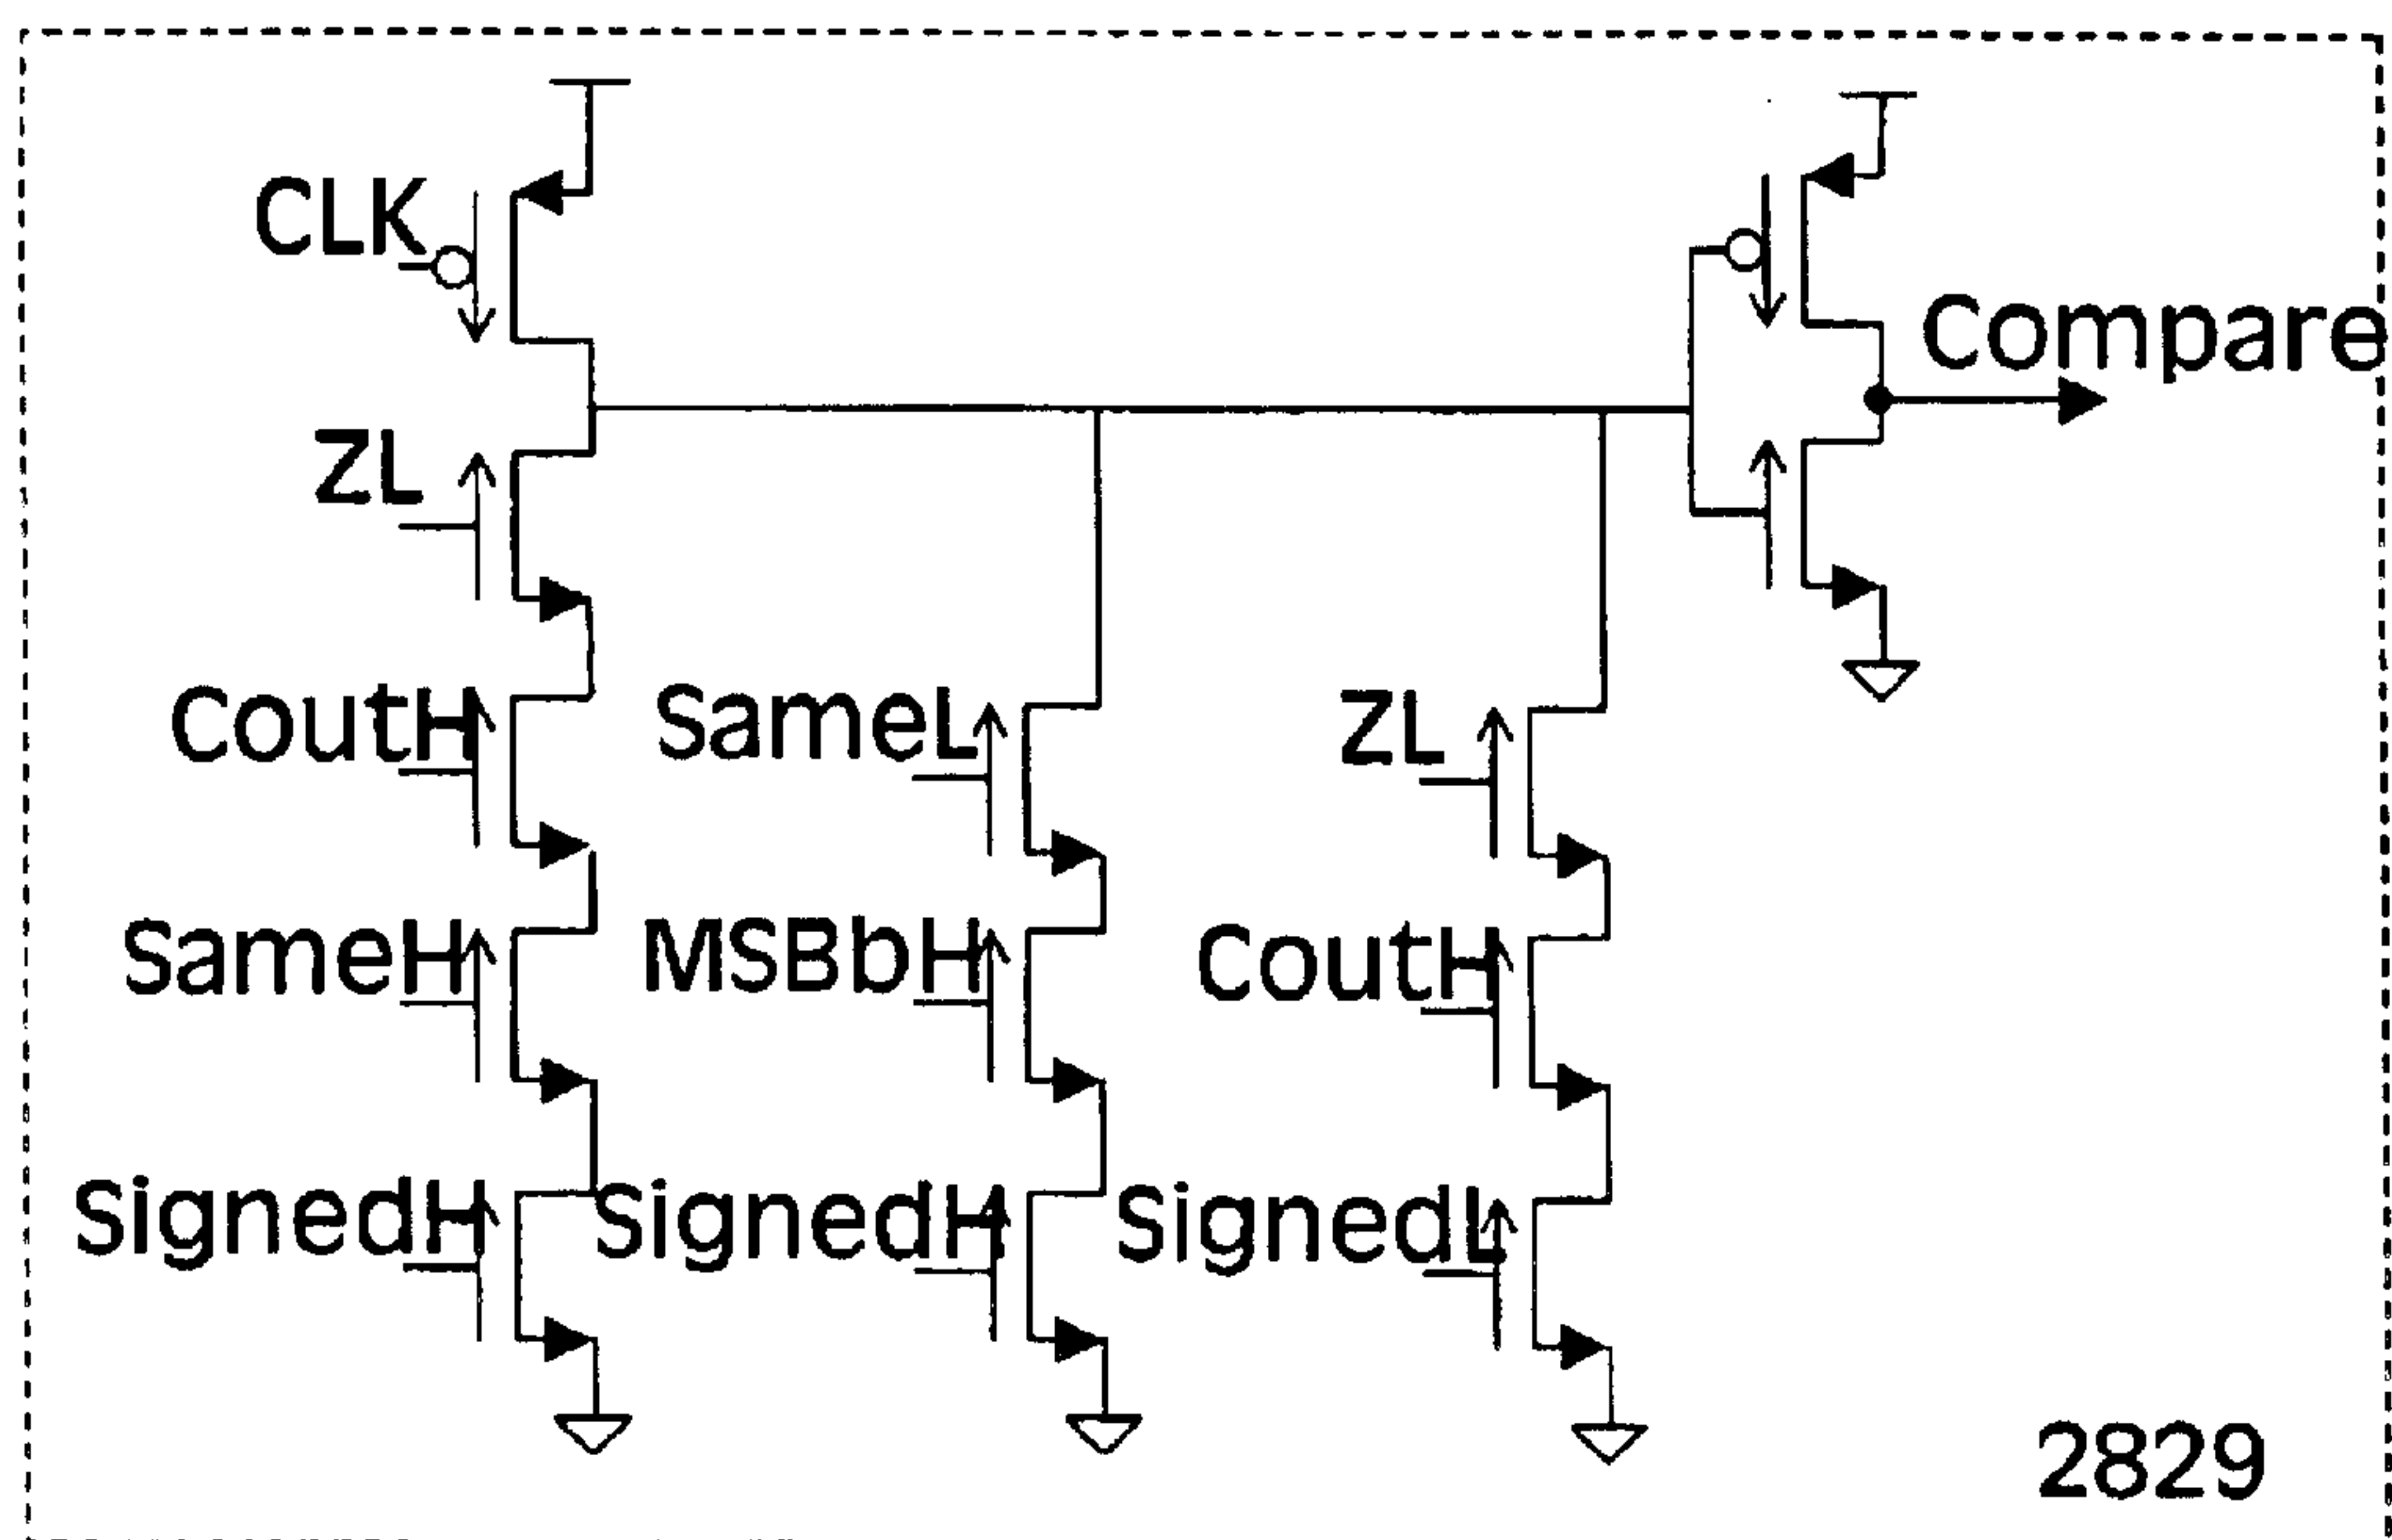 CLK
Compare
ZL
CoutH
SameL
ZL
SameH
MSBbH
CoutH
SignedH
SignedH
SignedL
2829